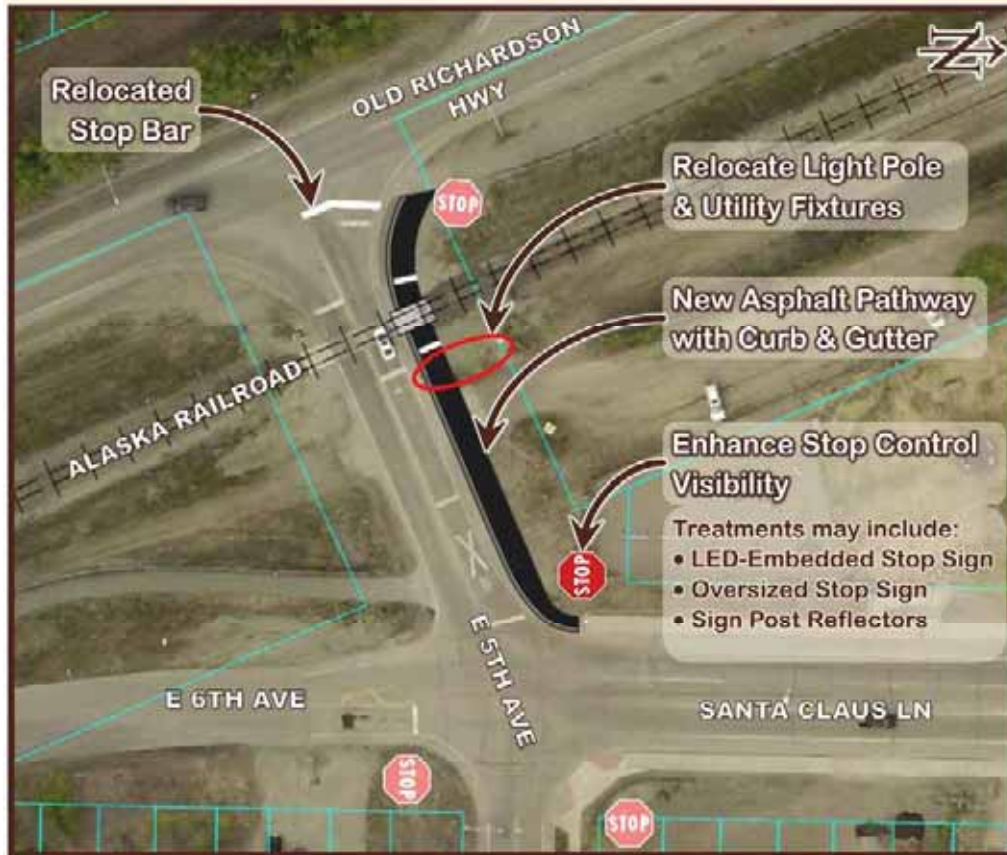 OLD RICHARDSON
HWY
N
Relocated
Stop Bar
STOP
Relocate Light Pole
& Utility Fixtures
New Asphalt Pathway
with Curb & Gutter
ALASKA RAILROAD
Enhance Stop Control
Visibility
Treatments may include:
• LED-Embedded Stop Sign
• Oversized Stop Sign
• Sign Post Reflectors
STOP
E 5TH AVE
E 6TH AVE
SANTA CLAUS LN
STOP
STOP